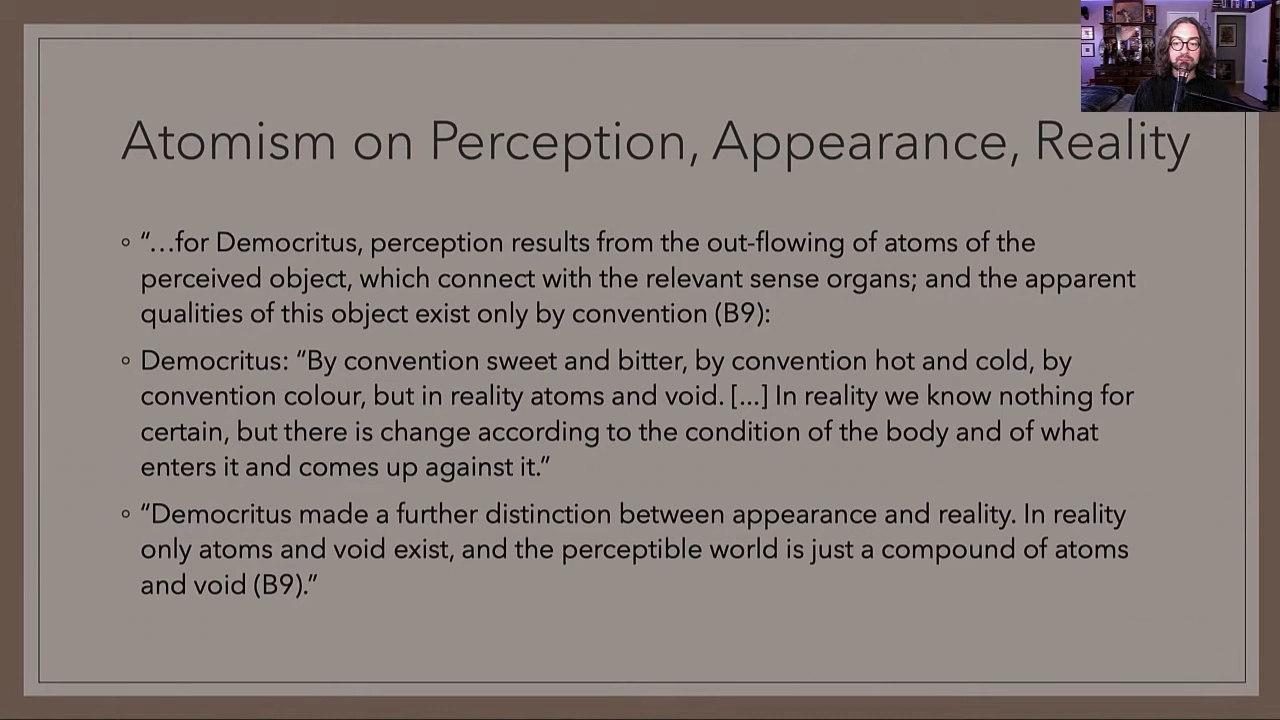 Atomism on Perception, Appearance, Reality
◦ “…for Democritus, perception results from the out-flowing of atoms of the
perceived object, which connect with the relevant sense organs; and the apparent
qualities of this object exist only by convention (B9):
◦ Democritus: “By convention sweet and bitter, by convention hot and cold, by
convention colour, but in reality atoms and void. [...] In reality we know nothing for
certain, but there is change according to the condition of the body and of what
enters it and comes up against it.”
◦ “Democritus made a further distinction between appearance and reality. In reality
only atoms and void exist, and the perceptible world is just a compound of atoms
and void (B9).”